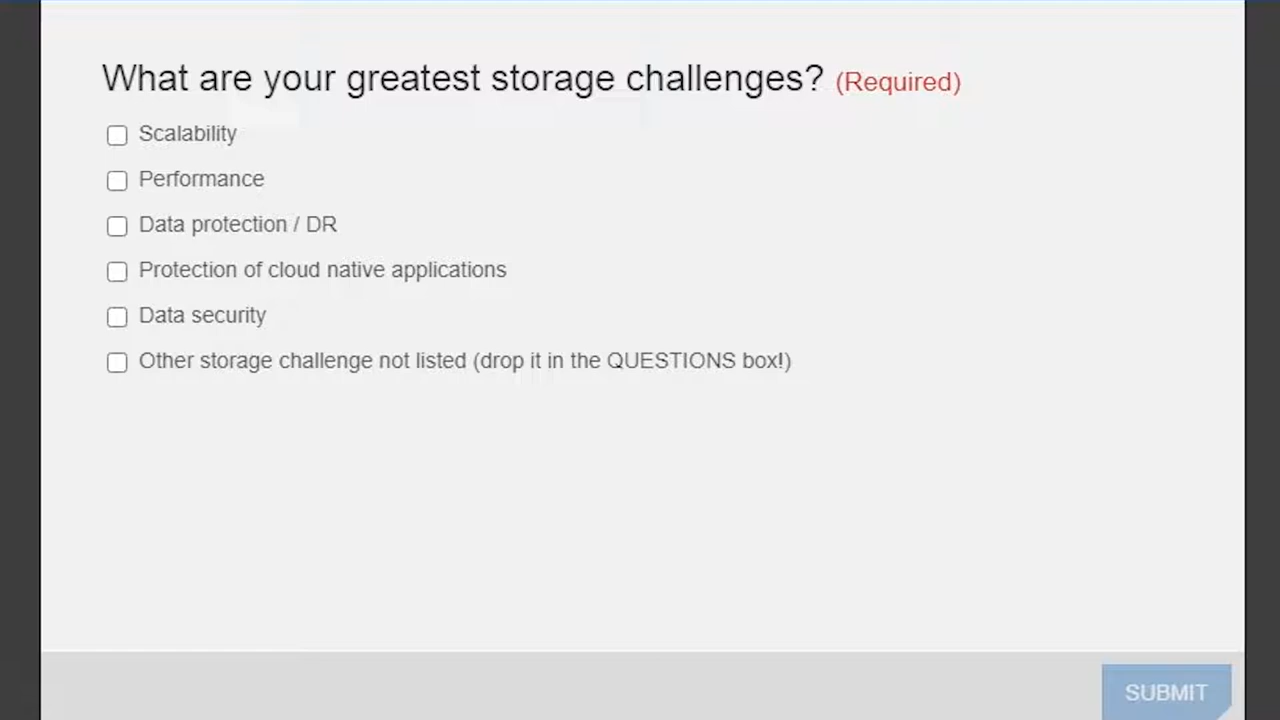 What are your greatest storage challenges? (Required)
Scalability
Performance
Data protection / DR
Protection of cloud native applications
Data security
Other storage challenge not listed (drop it in the QUESTIONS box!)
SUBMIT